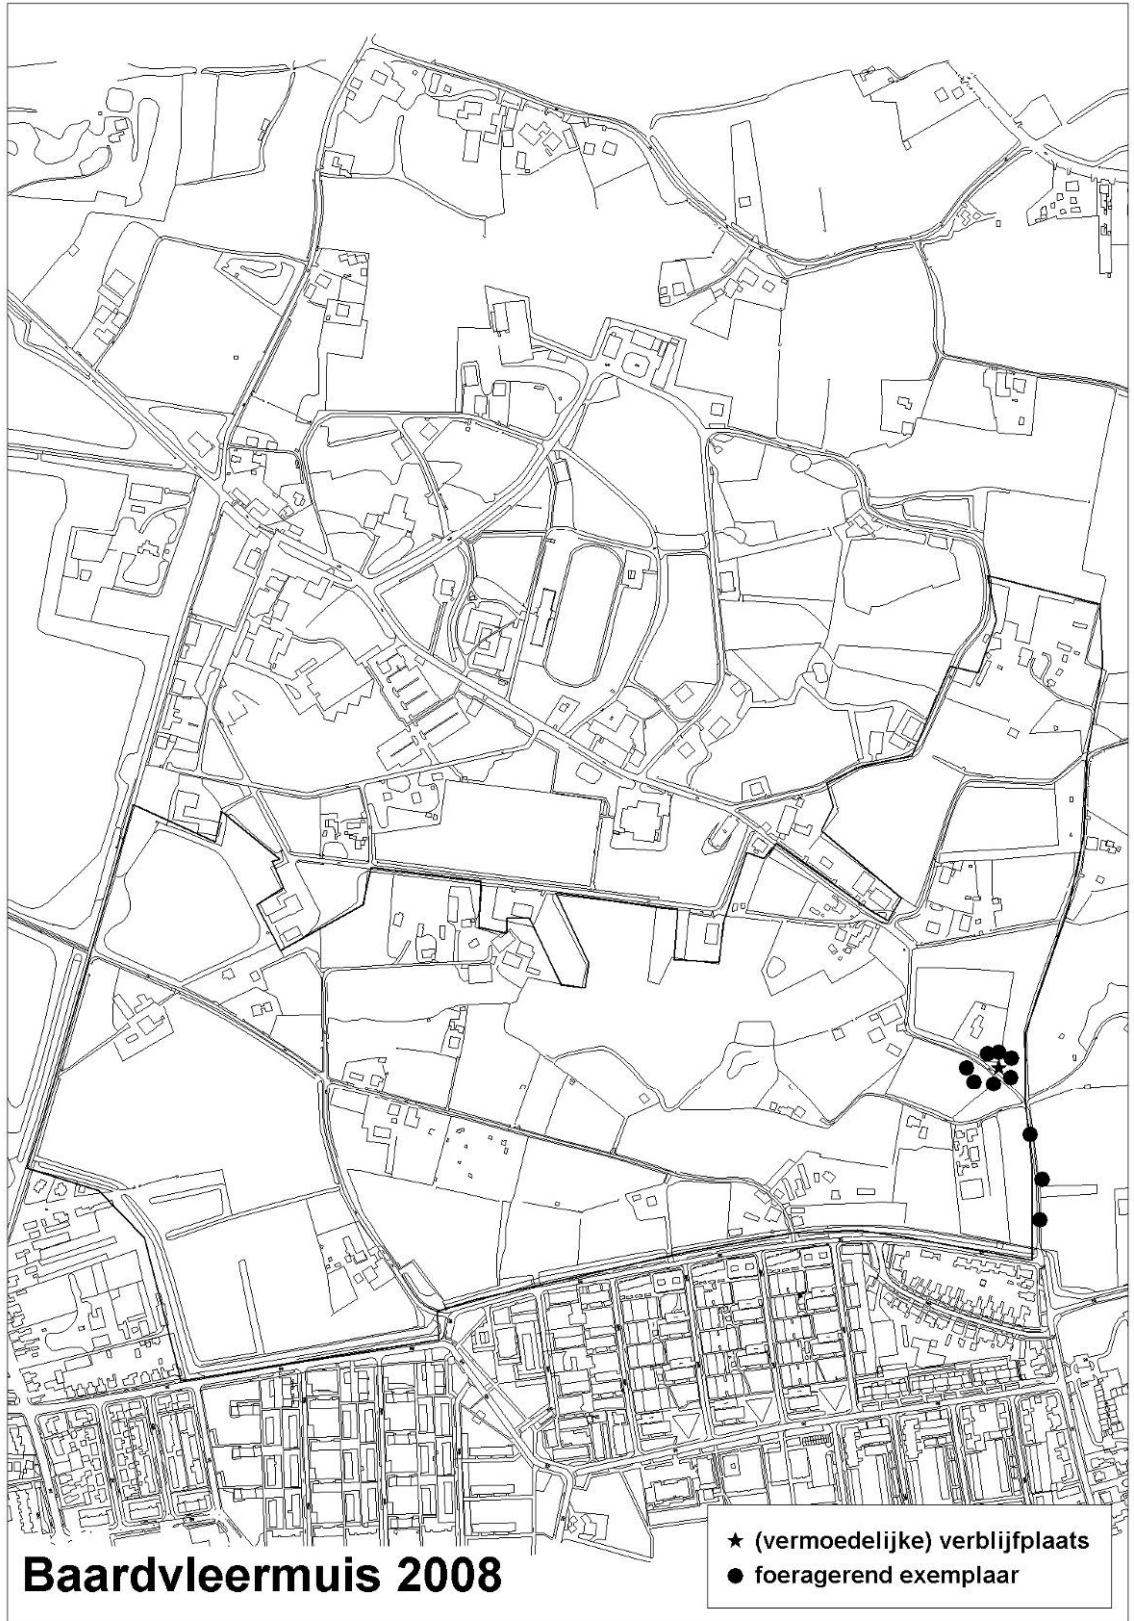 Baardvleermuis 2008
★ (vermoedelijke) verblijfplaats
● foeragerend exemplaar